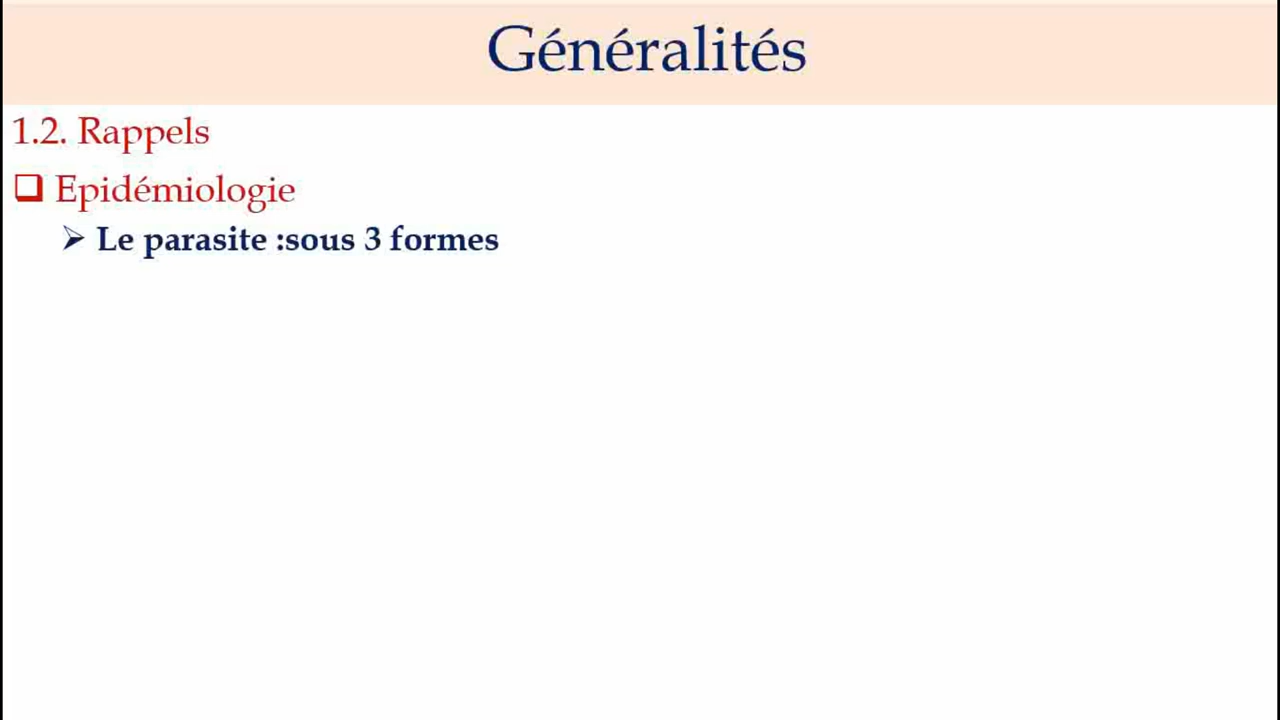 Généralités
1.2. Rappels
❑ Epidémiologie
➢ Le parasite :sous 3 formes